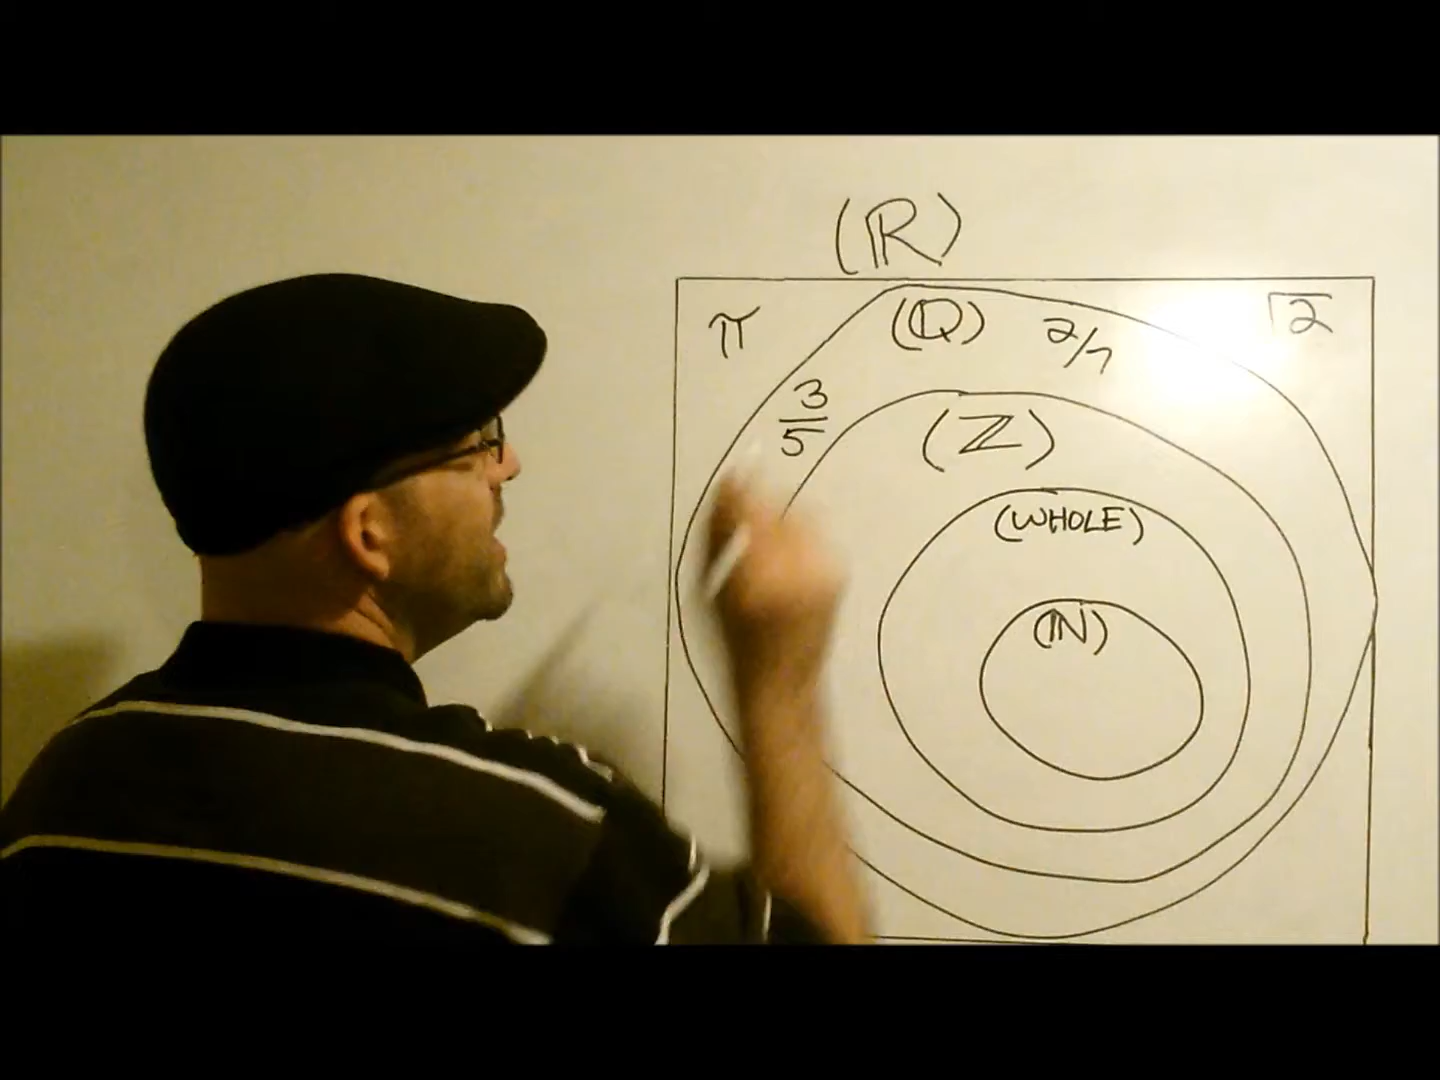 (ℝ)
π (ℚ) 2/7 √2
3/5
(ℤ)
(WHOLE)
(ℕ)